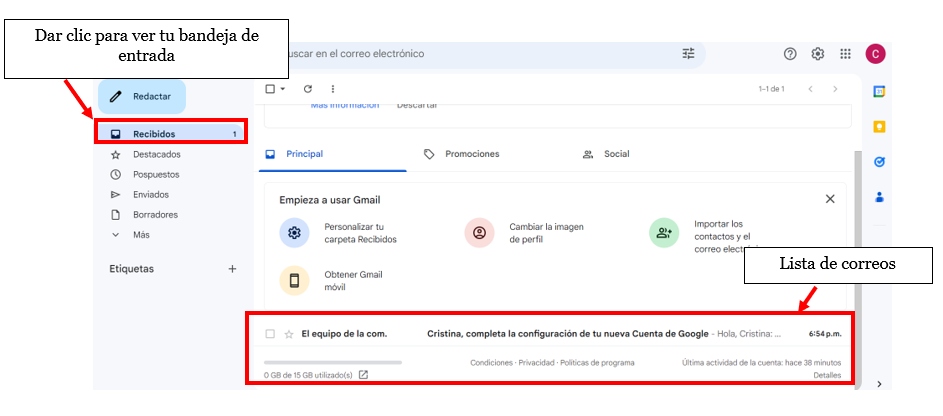 Dar clic para ver tu bandeja de
entrada
uscar en el correo electrónico
C
Redactar
1–1 de 1
Más información Descartar
Recibidos 1
Destacados
Pospuestos
Enviados
Borradores
Más
Etiquetas
Principal
Promociones
Social
31
Empieza a usar Gmail
Personalizar tu
carpeta Recibidos
Cambiar la imagen
de perfil
Importar los
contactos y el
correo electró
Obtener Gmail
móvil
Lista de correos
El equipo de la com. Cristina, completa la configuración de tu nueva Cuenta de Google - Hola, Cristina: ... 6:54 p.m.
0 GB de 15 GB utilizado(s)
Condiciones · Privacidad · Políticas de programa
Última actividad de la cuenta: hace 38 minutos
Detalles